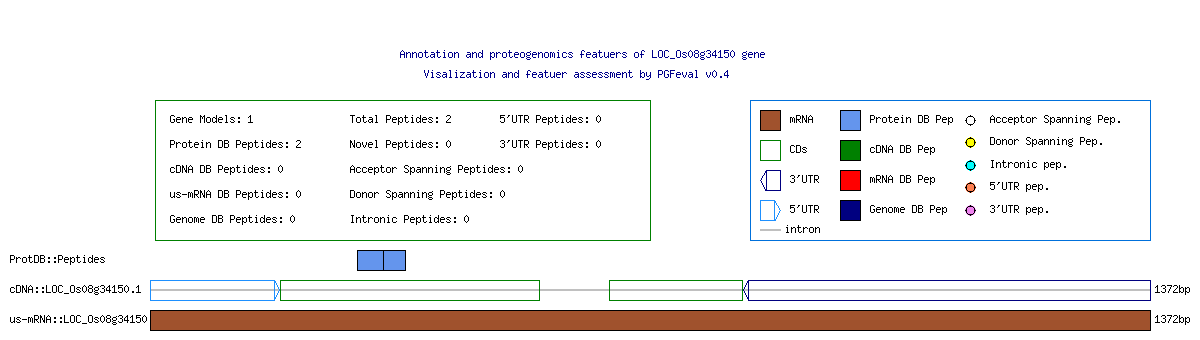 Annotation and proteogenomics featuers of LOC_Os08g34150 gene
Visalization and featuer assessment by PGFeval v0.4
Gene Models: 1 Total Peptides: 2 5'UTR Peptides: 0
Protein DB Peptides: 2 Novel Peptides: 0 3'UTR Peptides: 0
cDNA DB Peptides: 0 Acceptor Spanning Peptides: 0
us-mRNA DB Peptides: 0 Donor Spanning Peptides: 0
Genome DB Peptides: 0 Intronic Peptides: 0
mRNA Protein DB Pep Acceptor Spanning Pep.
CDs cDNA DB Pep Donor Spanning Pep.
3'UTR mRNA DB Pep Intronic pep.
5'UTR Genome DB Pep 5'UTR pep.
3'UTR pep.
intron
ProtDB::Peptides
cDNA::LOC_Os08g34150.1 1372bp
us-mRNA::LOC_Os08g34150 1372bp